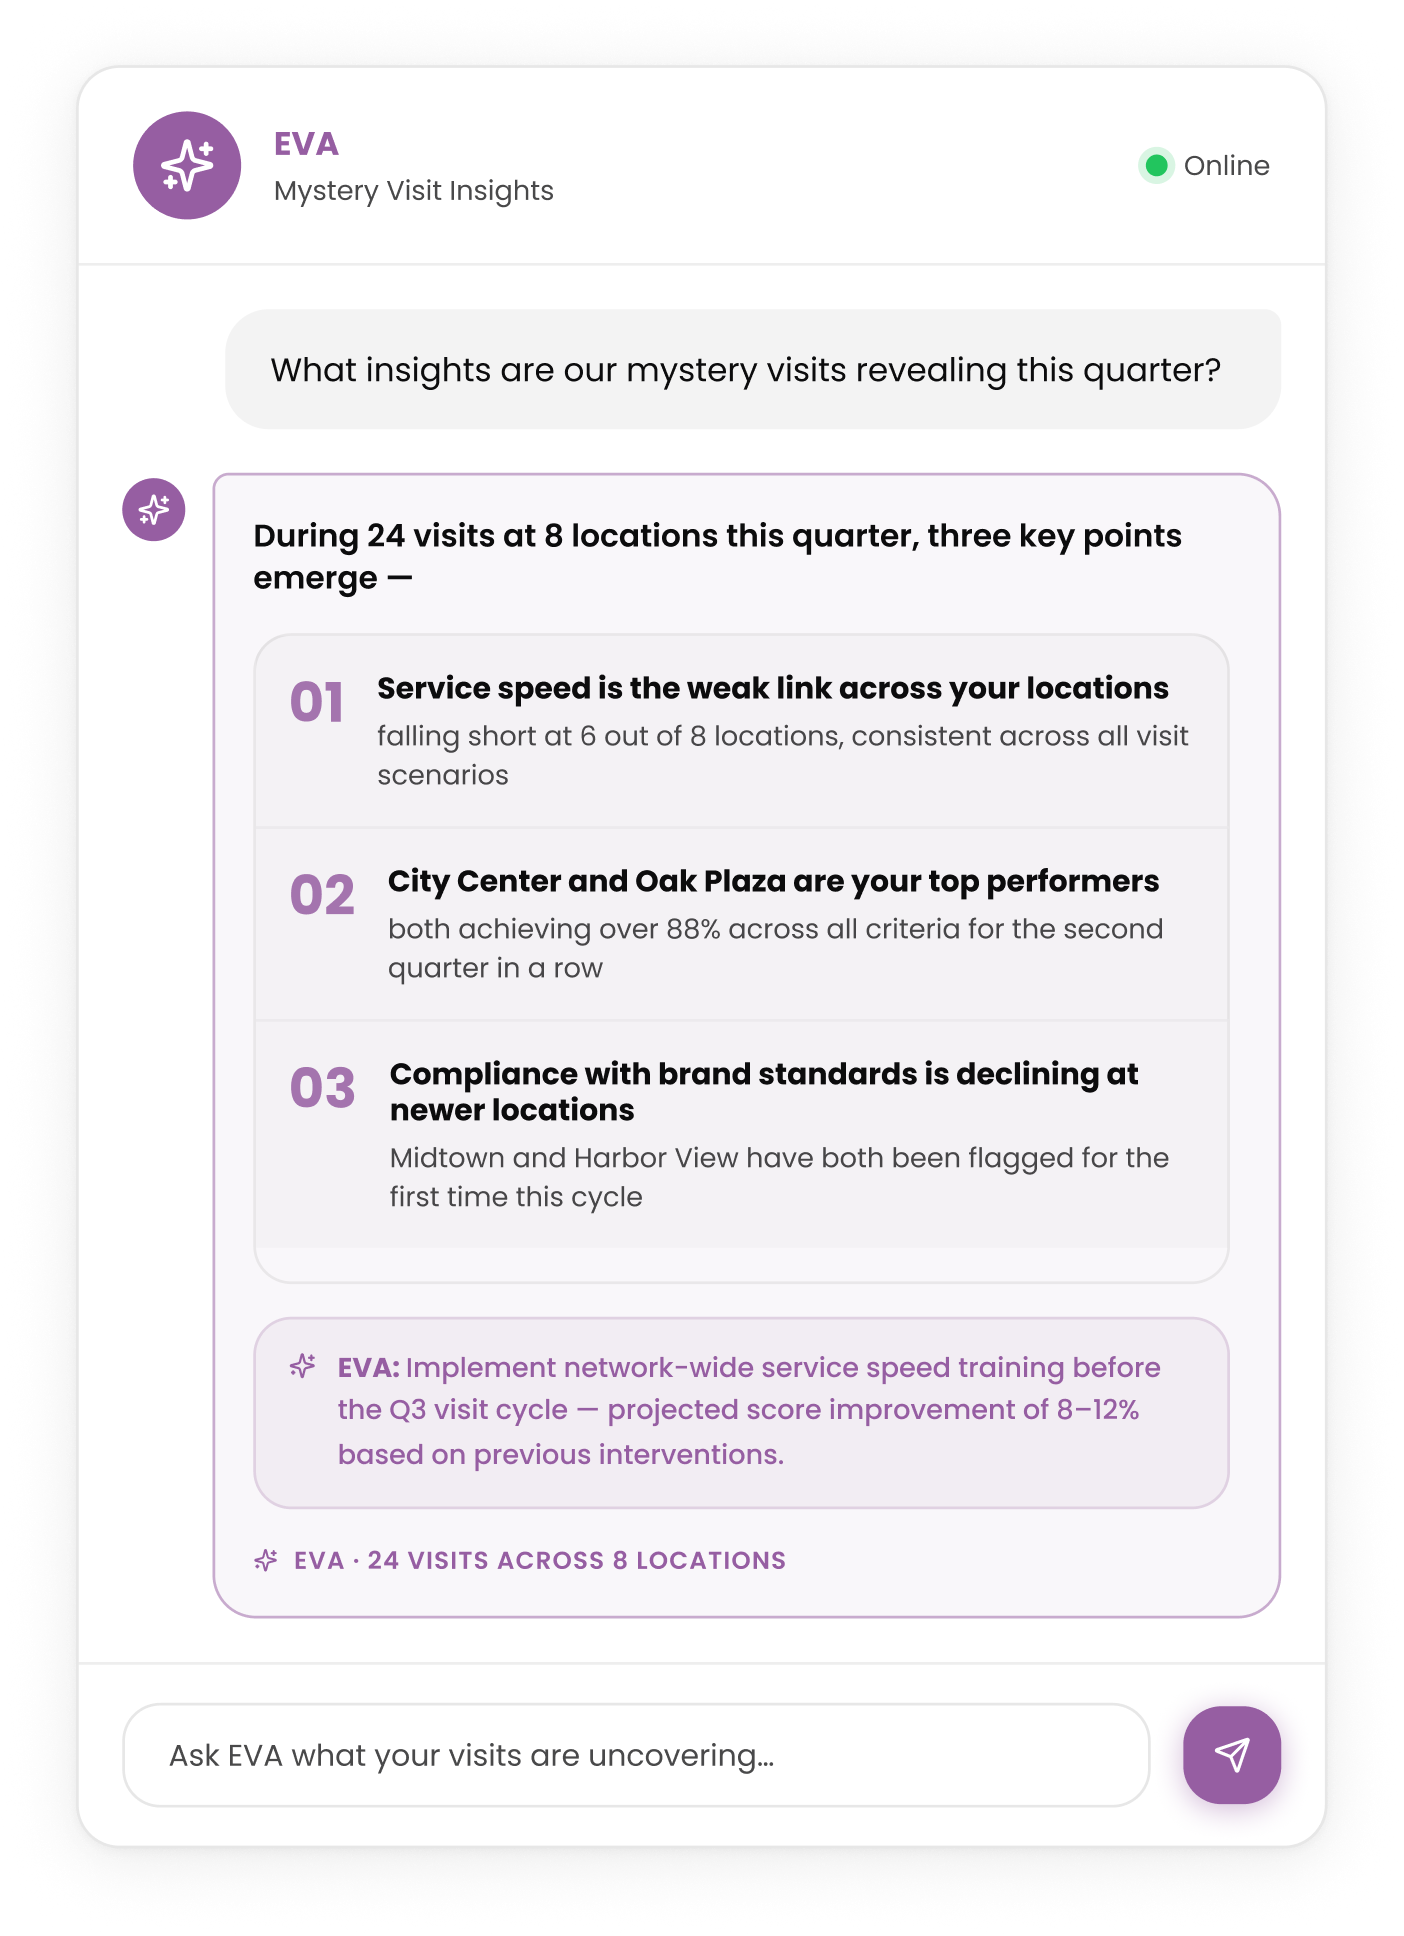 EVA
Mystery Visit Insights
Online
What insights are our mystery visits revealing this quarter?
During 24 visits at 8 locations this quarter, three key points
emerge —
01
Service speed is the weak link across your locations
falling short at 6 out of 8 locations, consistent across all visit
scenarios
02
City Center and Oak Plaza are your top performers
both achieving over 88% across all criteria for the second
quarter in a row
03
Compliance with brand standards is declining at
newer locations
Midtown and Harbor View have both been flagged for the
first time this cycle
EVA: Implement network-wide service speed training before
the Q3 visit cycle — projected score improvement of 8–12%
based on previous interventions.
EVA · 24 VISITS ACROSS 8 LOCATIONS
Ask EVA what your visits are uncovering...